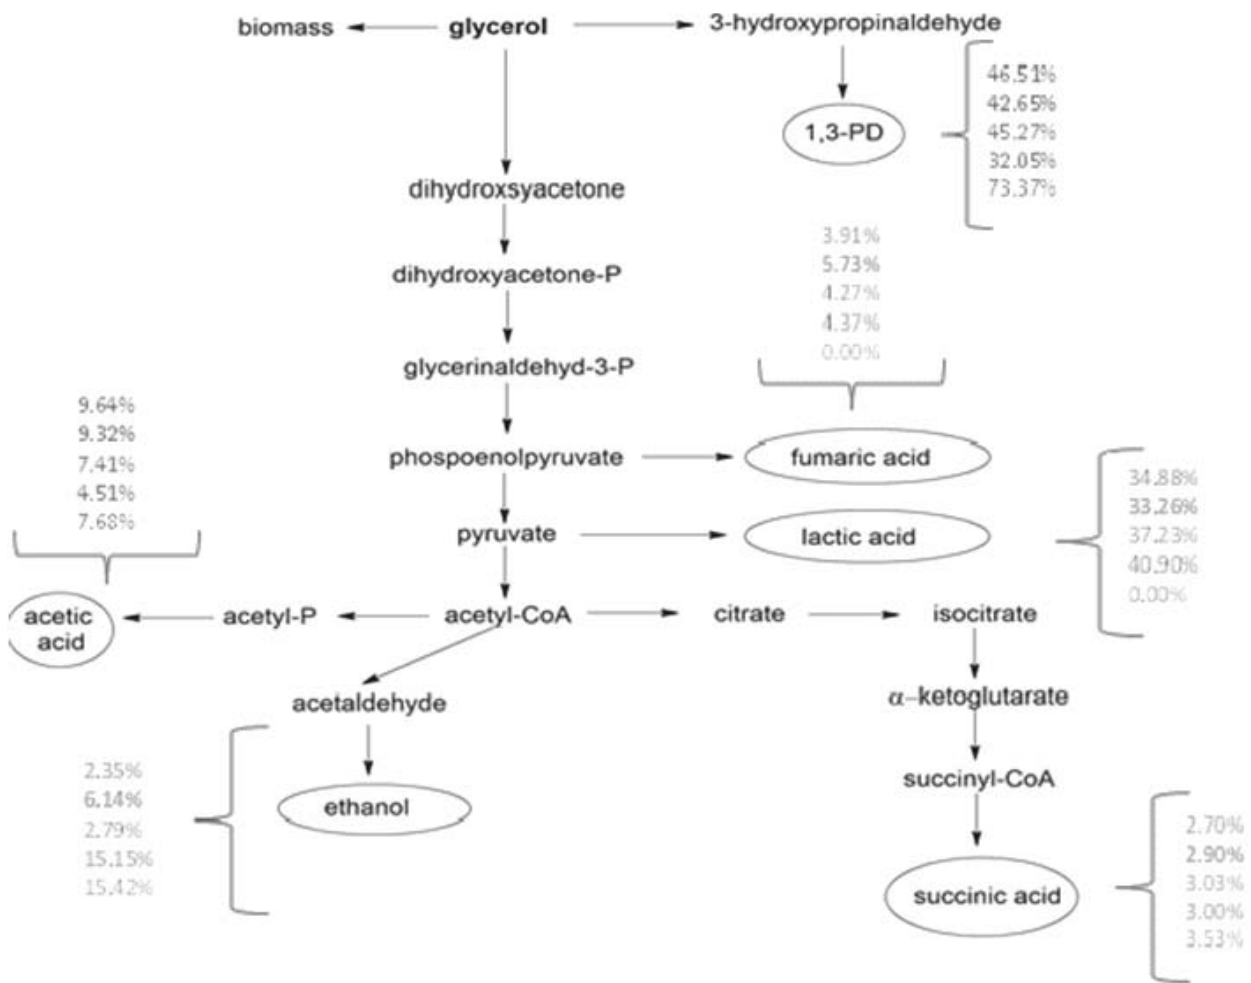 biomass
glycerol
3-hydroxypropinaldehyde
46.51%
42.65%
45.27%
32.05%
73.37%
1,3-PD
dihydroxsyacetone
dihydroxyacetone-P
3.91%
5.73%
4.27%
4.37%
0.00%
glycerinaldehyd-3-P
9.64%
9.32%
7.41%
4.51%
7.68%
phospoenolpyruvate
fumaric acid
34.88%
33.26%
37.23%
40.90%
0.00%
pyruvate
lactic acid
acetic
acid
acetyl-P
acetyl-CoA
citrate
isocitrate
acetaldehyde
α-ketoglutarate
2.35%
6.14%
2.79%
15.15%
15.42%
ethanol
succinyl-CoA
succinic acid
2.70%
2.90%
3.03%
3.00%
3.53%